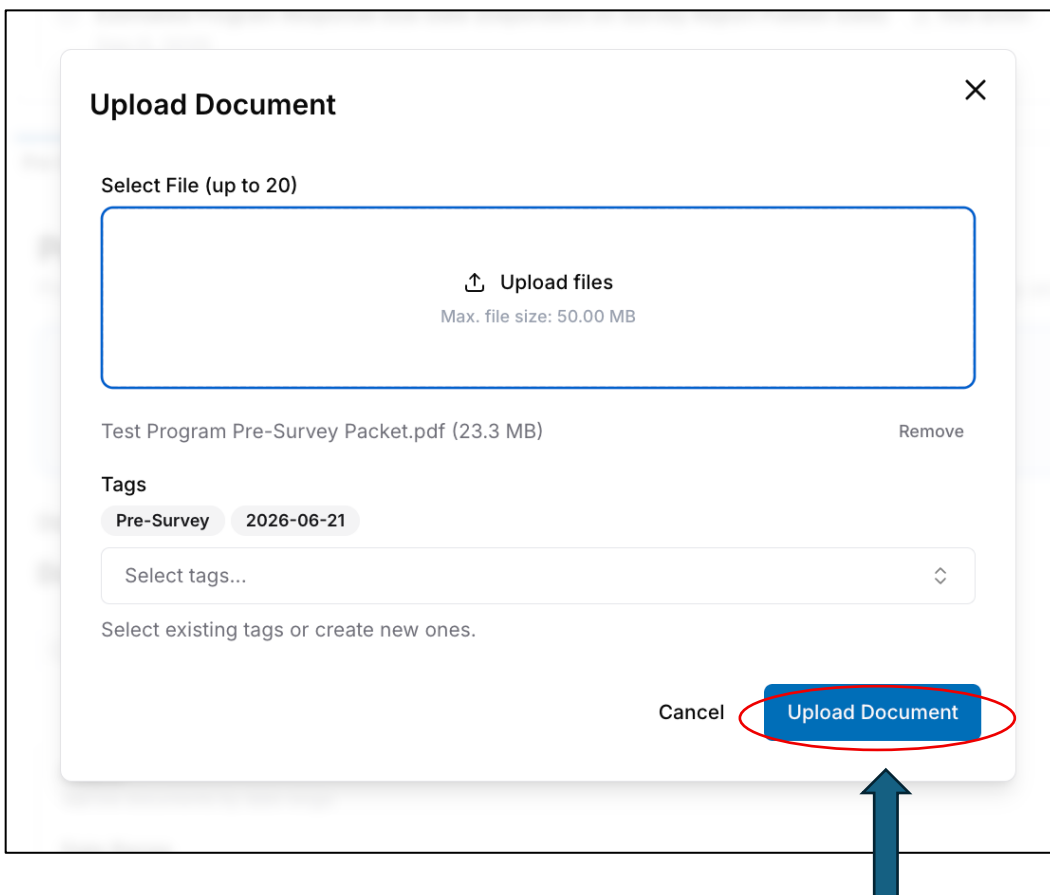 Upload Document
Select File (up to 20)
Upload files
Max. file size: 50.00 MB
Test Program Pre-Survey Packet.pdf (23.3 MB) Remove
Tags
Pre-Survey 2026-06-21
Select tags...
Select existing tags or create new ones.
Cancel Upload Document